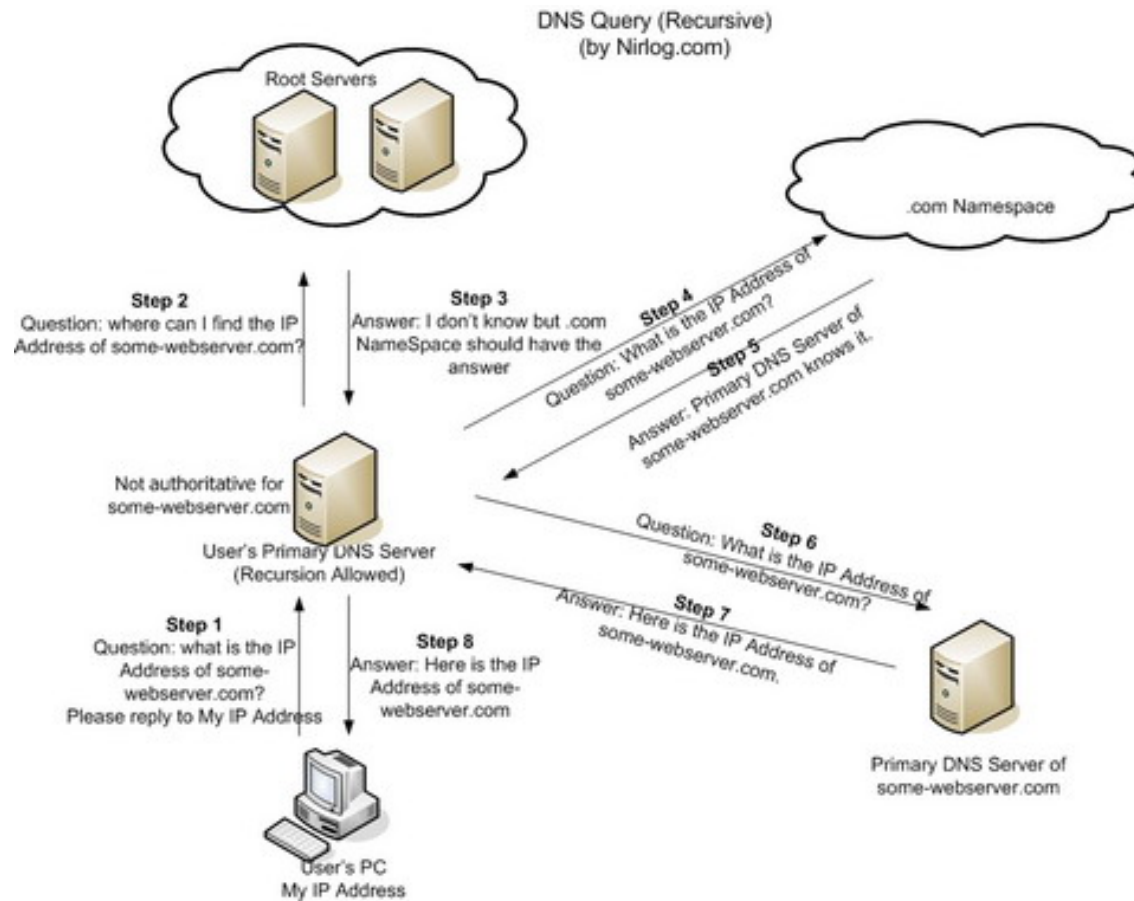 DNS Query (Recursive)
(by Nirlog.com)
Root Servers
.com Namespace
Step 2
Question: where can I find the IP
Address of some-webserver.com?
Step 3
Answer: I don't know but .com
NameSpace should have the
answer
Step 4
Question: What is the IP Address of
some-webserver.com?
Step 5
Answer: Primary DNS Server of
some-webserver.com knows it.
Not authoritative for
some-webserver.com
User's Primary DNS Server
(Recursion Allowed)
Step 6
Question: What is the IP Address of
some-webserver.com?
Step 7
Answer: Here is the IP Address of
some-webserver.com.
Step 1
Question: what is the IP
Address of some-
webserver.com?
Please reply to My IP Address
Step 8
Answer: Here is the IP
Address of some-
webserver.com
Primary DNS Server of
some-webserver.com
User's PC
My IP Address